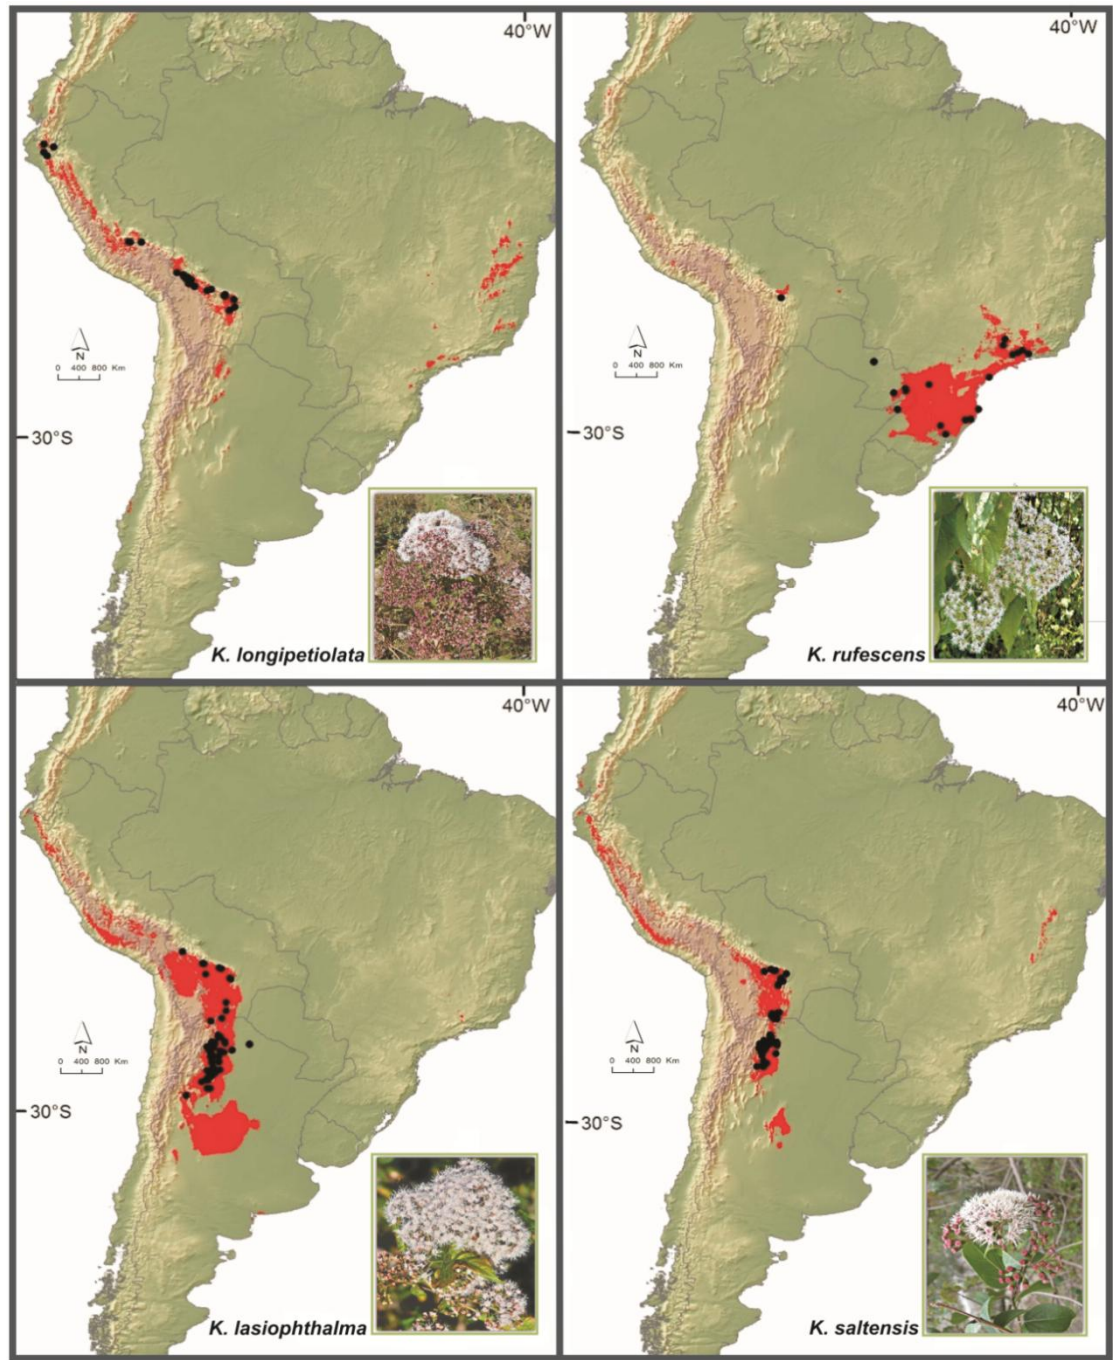 40°W
N
0 400 800 Km
30°S
K. longipetiolata
40°W
N
0 400 800 Km
30°S
K. rufescens
40°W
N
0 400 800 Km
30°S
K. lasiophthalma
40°W
N
0 400 800 Km
30°S
K. saltensis